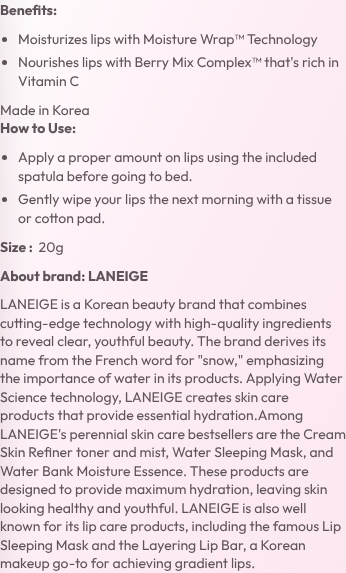 Benefits:
• Moisturizes lips with Moisture Wrap™ Technology
• Nourishes lips with Berry Mix Complex™ that's rich in
Vitamin C
Made in Korea
How to Use:
• Apply a proper amount on lips using the included
spatula before going to bed.
• Gently wipe your lips the next morning with a tissue
or cotton pad.
Size : 20g
About brand: LANEIGE
LANEIGE is a Korean beauty brand that combines
cutting-edge technology with high-quality ingredients
to reveal clear, youthful beauty. The brand derives its
name from the French word for "snow," emphasizing
the importance of water in its products. Applying Water
Science technology, LANEIGE creates skin care
products that provide essential hydration.Among
LANEIGE's perennial skin care bestsellers are the Cream
Skin Refiner toner and mist, Water Sleeping Mask, and
Water Bank Moisture Essence. These products are
designed to provide maximum hydration, leaving skin
looking healthy and youthful. LANEIGE is also well
known for its lip care products, including the famous Lip
Sleeping Mask and the Layering Lip Bar, a Korean
makeup go-to for achieving gradient lips.